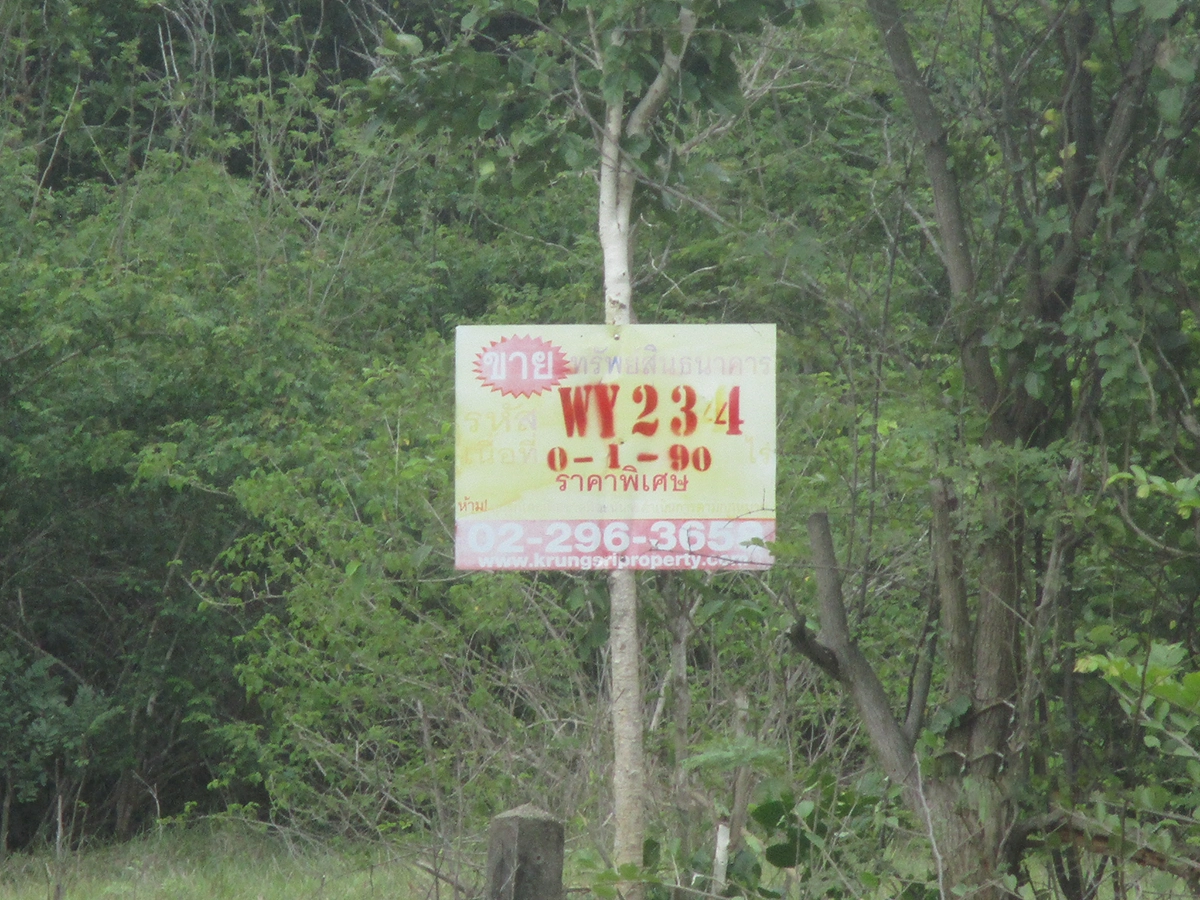 ขาย ทรัพย์สินธนาคาร
รหัส WY 234
เนื้อที่ 0-1-90 ไร่
ราคาพิเศษ
ห้าม!
02-296-365
www.krungsriproperty.com